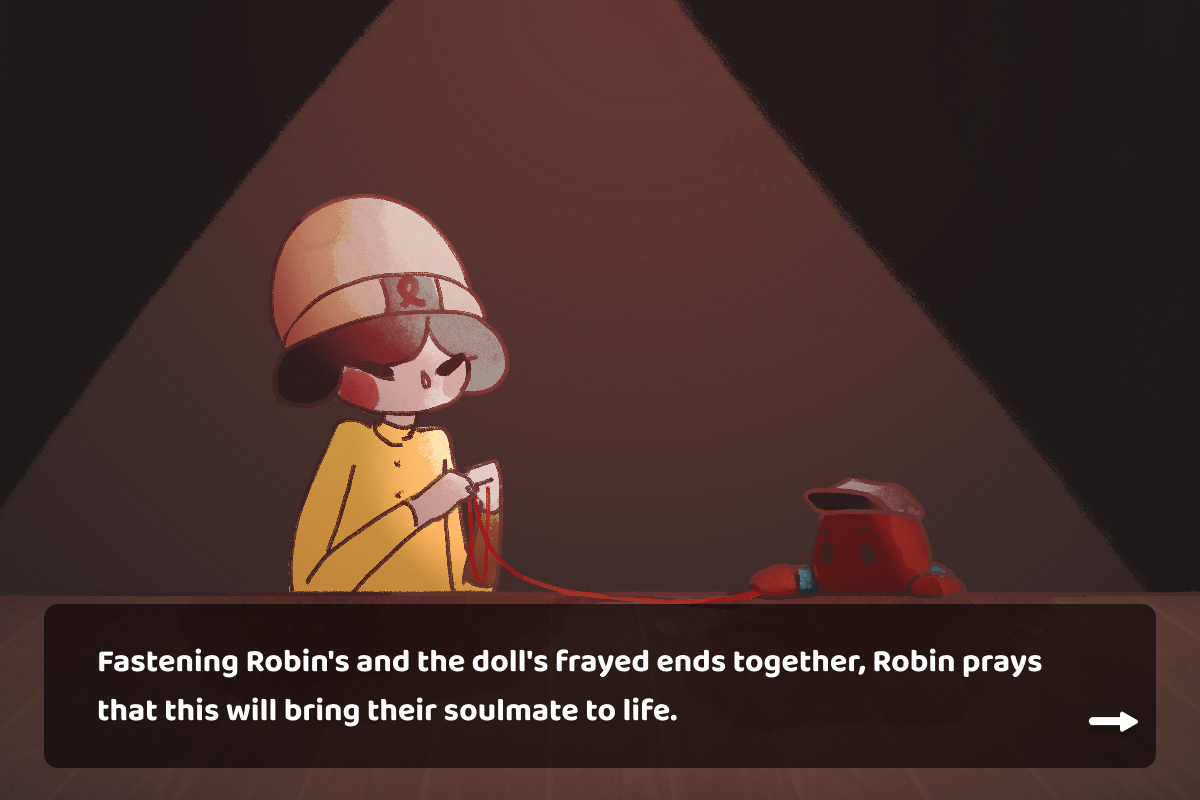 Fastening Robin's and the doll's frayed ends together, Robin prays
that this will bring their soulmate to life.